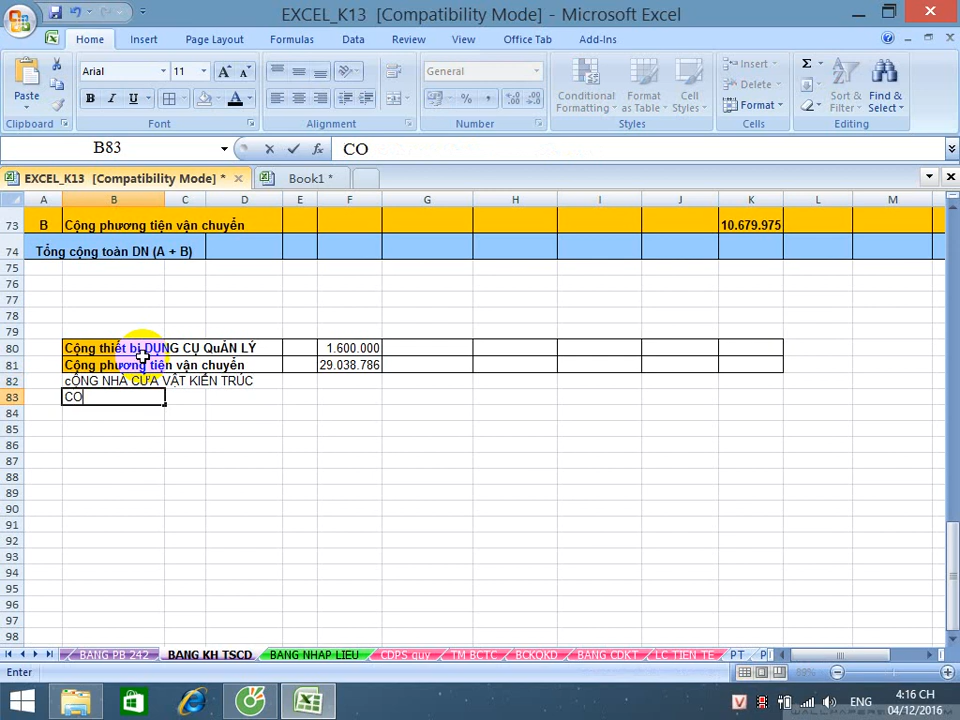 EXCEL_K13 [Compatibility Mode] - Microsoft Excel
Home Insert Page Layout Formulas Data Review View Office Tab Add-Ins
Paste
Clipboard
Arial 11
B I U A
Font
Alignment
General
% ,
Number
Conditional Formatting
Format as Table
Cell Styles
Styles
Insert
Delete
Format
Cells
Σ
Sort & Filter
Find & Select
Editing
B83 fx CO
EXCEL_K13 [Compatibility Mode] * Book1 *
A B C D E F G H I J K L M
73 B Cộng phương tiện vận chuyển 10.679.975
74 Tổng cộng toàn DN (A + B)
75
76
77
78
79
80 Cộng thiết bị DỤNG CỤ QuẢN LÝ 1.600.000
81 Cộng phương tiện vận chuyển 29.038.786
82 cỘNG NHÀ CỬA VẬT KIẾN TRÚC
83 CO
84
85
86
87
88
89
90
91
92
93
94
95
96
97
98
BANG PB 242 BANG KH TSCD BANG NHAP LIEU CDPS quy TM BCTC BCKQKD BANG CDKT LC TIEN TE PT
Enter
ENG 4:16 CH
04/12/2016